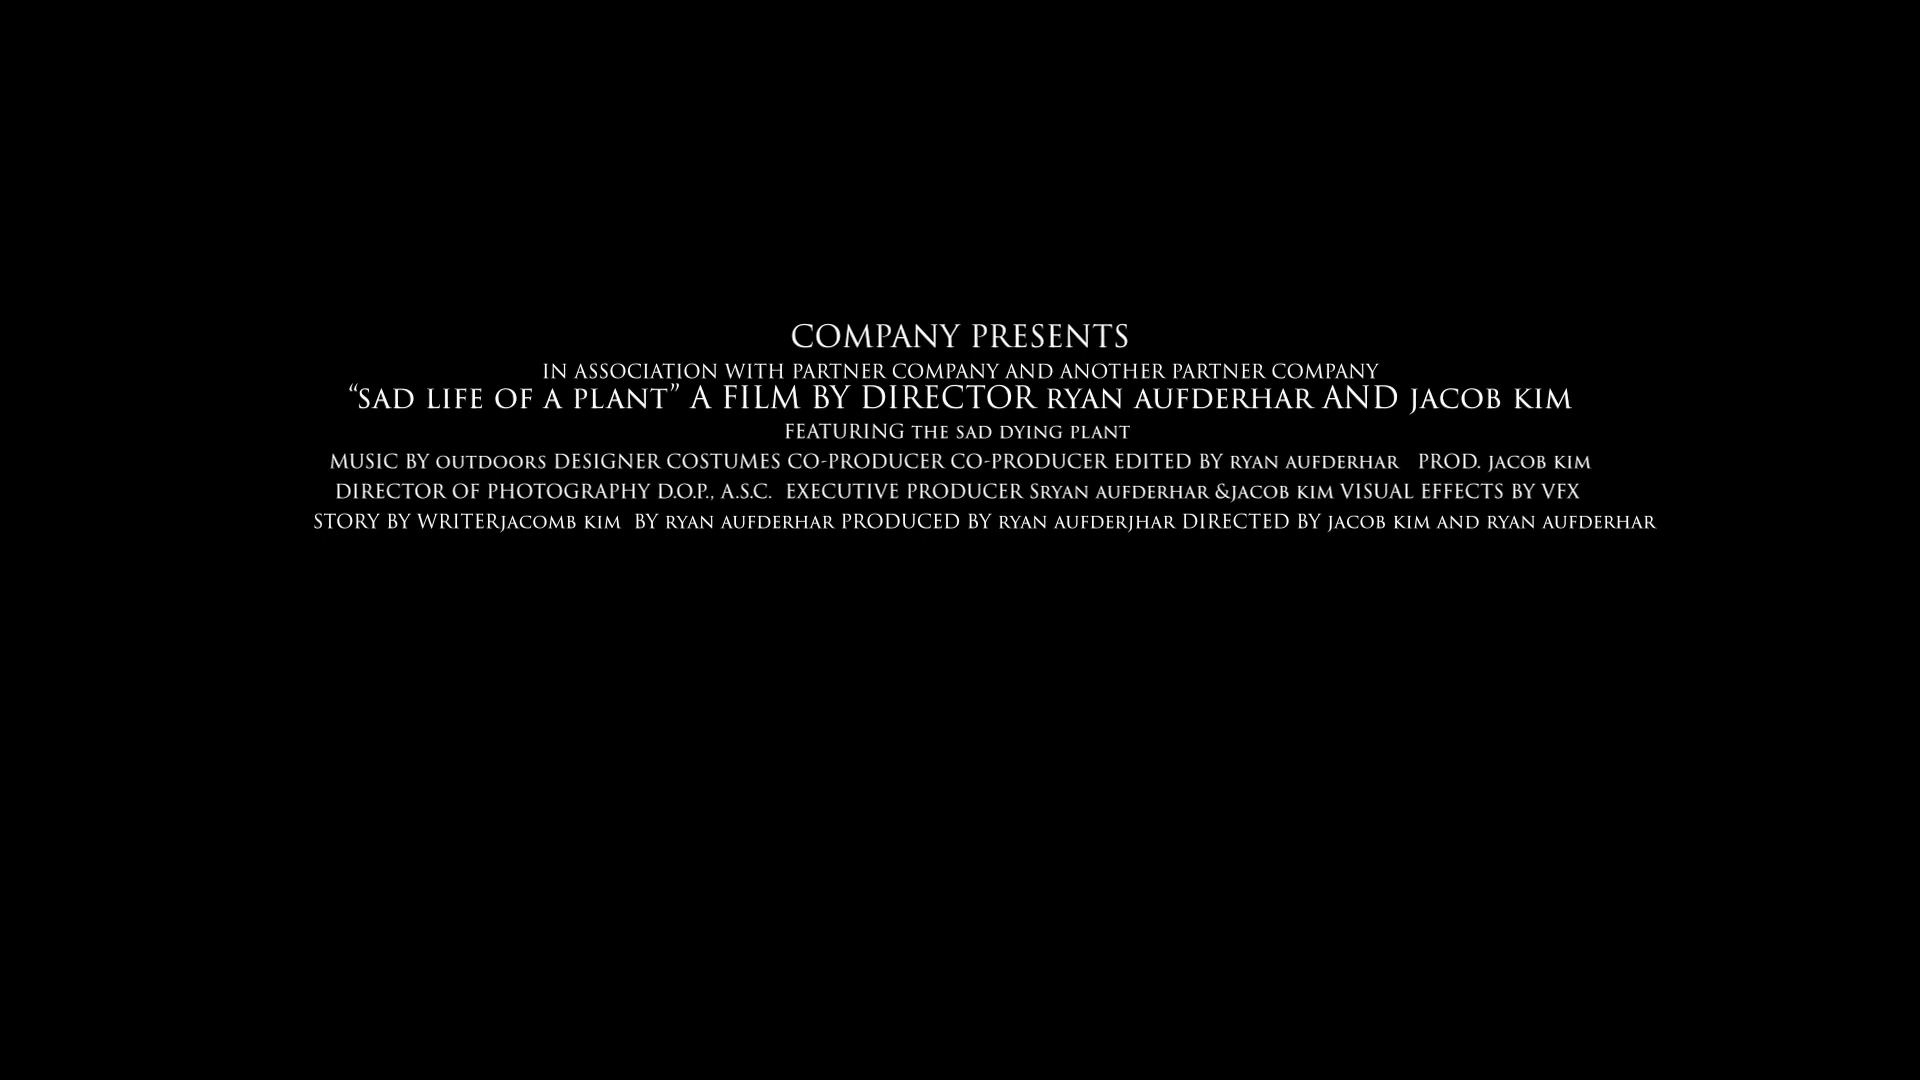 COMPANY PRESENTS
IN ASSOCIATION WITH PARTNER COMPANY AND ANOTHER PARTNER COMPANY
“SAD LIFE OF A PLANT” A FILM BY DIRECTOR RYAN AUFDERHAR AND JACOB KIM
FEATURING THE SAD DYING PLANT
MUSIC BY OUTDOORS DESIGNER COSTUMES CO-PRODUCER CO-PRODUCER EDITED BY RYAN AUFDERHAR PROD. JACOB KIM
DIRECTOR OF PHOTOGRAPHY D.O.P., A.S.C. EXECUTIVE PRODUCER SRYAN AUFDERHAR &JACOB KIM VISUAL EFFECTS BY VFX
STORY BY WRITERJACOMB KIM BY RYAN AUFDERHAR PRODUCED BY RYAN AUFDERJHAR DIRECTED BY JACOB KIM AND RYAN AUFDERHAR